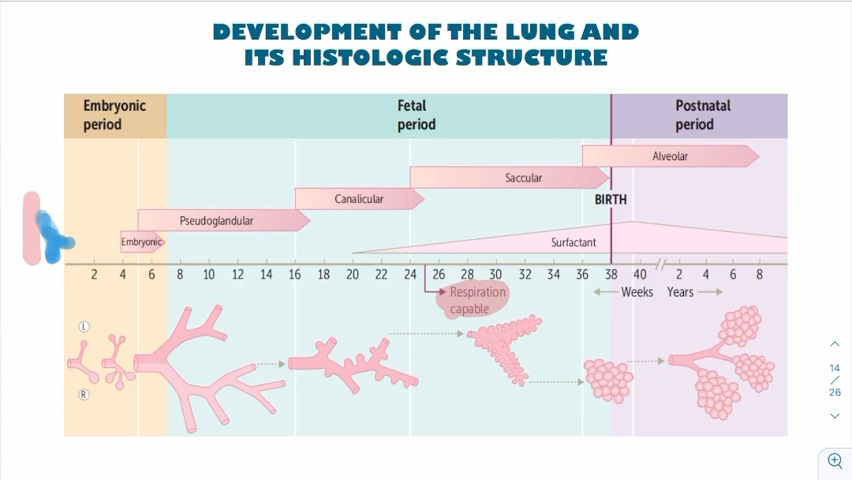 DEVELOPMENT OF THE LUNG AND
ITS HISTOLOGIC STRUCTURE
Embryonic
period
Fetal
period
Postnatal
period
Alveolar
Saccular
Canalicular
BIRTH
Pseudoglandular
Embryonic
Surfactant
2 4 6 8 10 12 14 16 18 20 22 24 26 28 30 32 34 36 38 40 2 4 6 8
Respiration
capable
Weeks Years
L
R
14
/
26